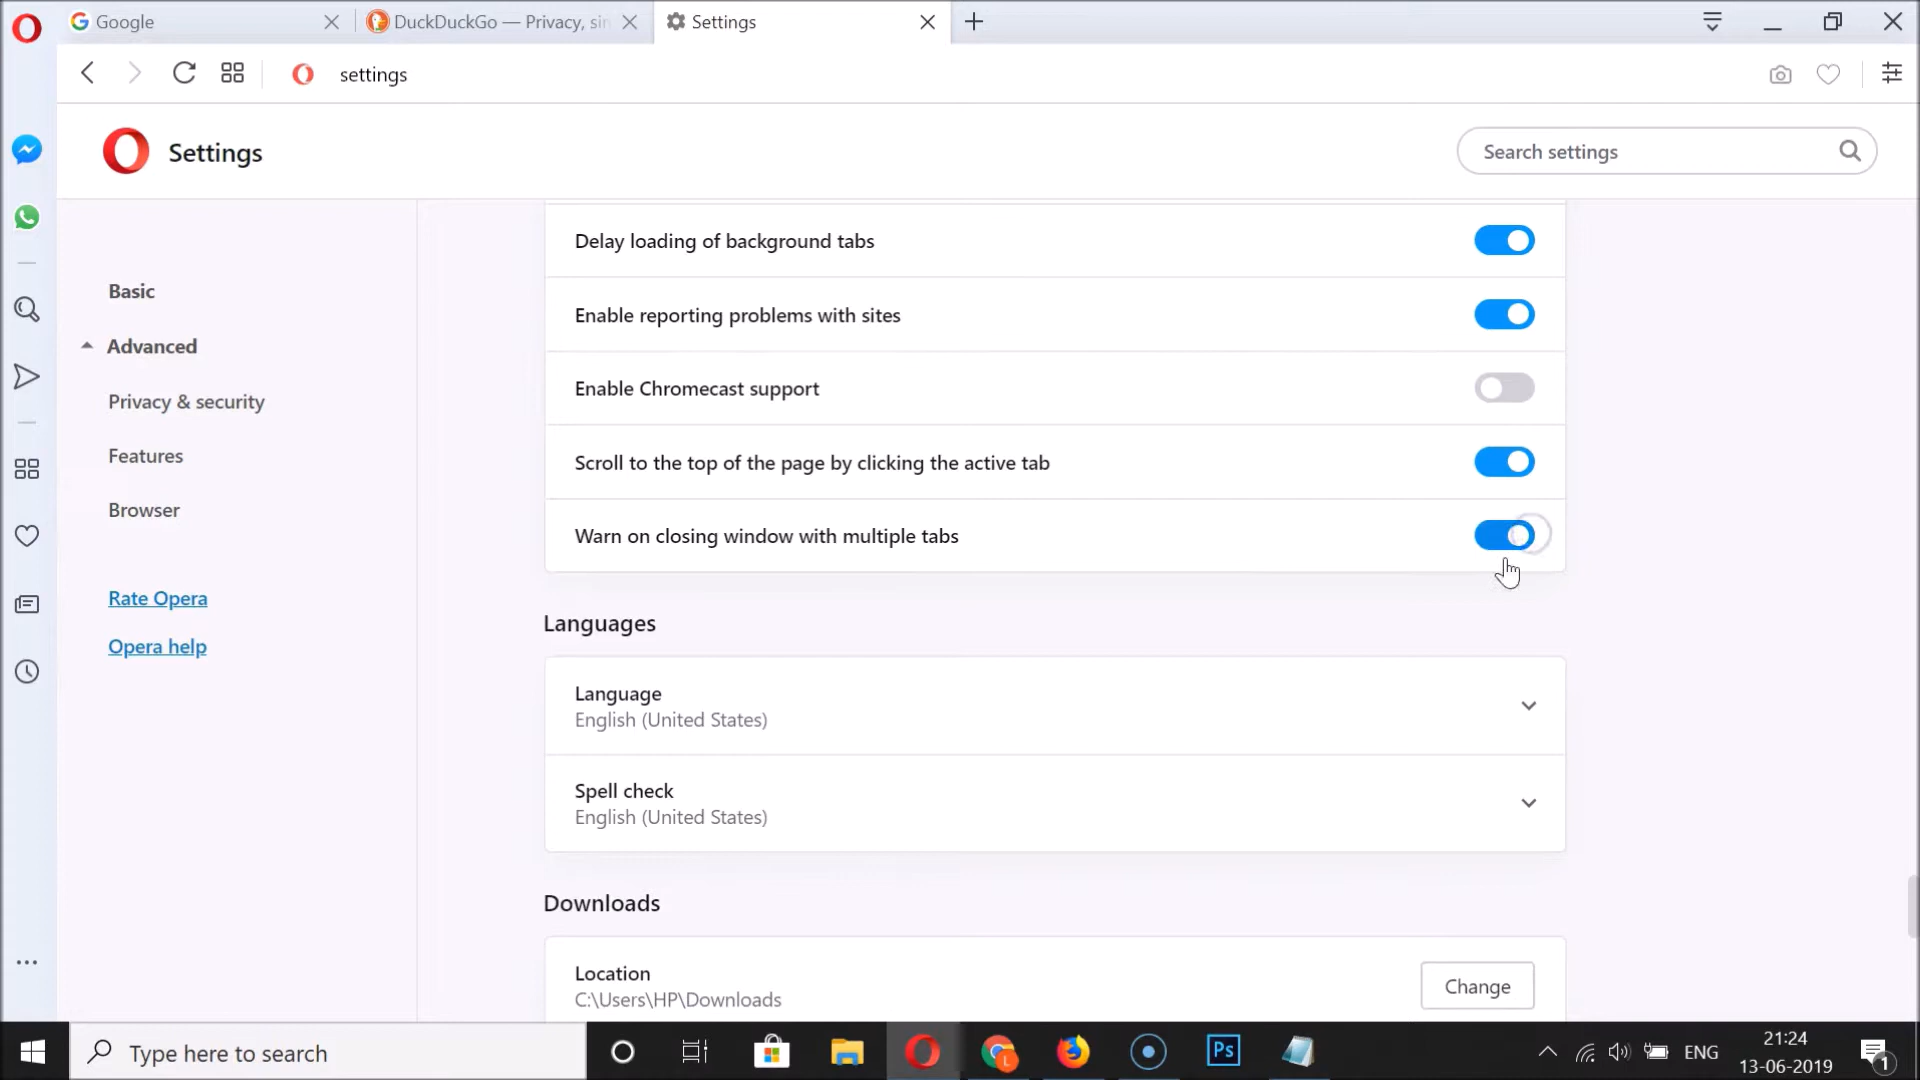 Google
DuckDuckGo — Privacy, sin
Settings
settings
Settings
Search settings
Basic
Advanced
Privacy & security
Features
Browser
Rate Opera
Opera help
Delay loading of background tabs
Enable reporting problems with sites
Enable Chromecast support
Scroll to the top of the page by clicking the active tab
Warn on closing window with multiple tabs
Languages
Language
English (United States)
Spell check
English (United States)
Downloads
Location
C:\Users\HP\Downloads
Change
Type here to search
L
Ps
ENG
21:24
13-06-2019
1